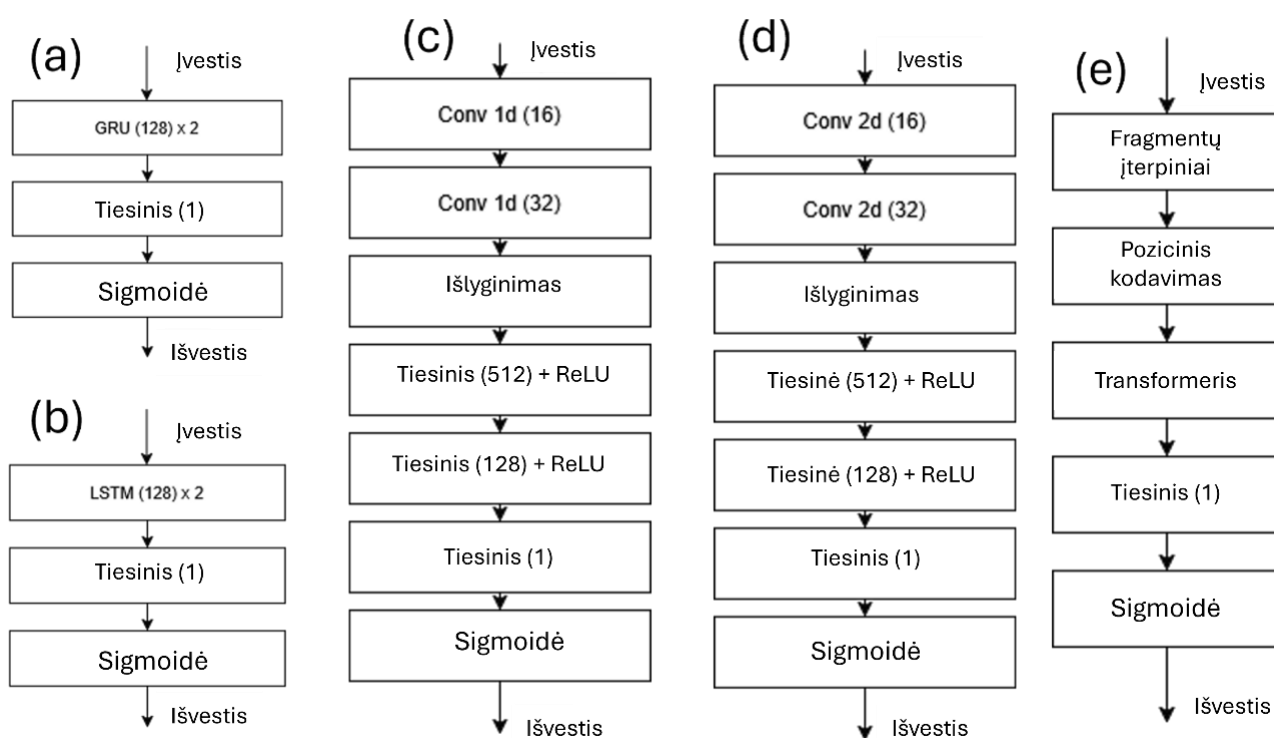 (a)
Įvestis
GRU (128) x 2
Tiesinis (1)
Sigmoidė
Išvestis
(b)
Įvestis
LSTM (128) x 2
Tiesinis (1)
Sigmoidė
Išvestis
(c)
Įvestis
Conv 1d (16)
Conv 1d (32)
Išlyginimas
Tiesinis (512) + ReLU
Tiesinis (128) + ReLU
Tiesinis (1)
Sigmoidė
Išvestis
(d)
Įvestis
Conv 2d (16)
Conv 2d (32)
Išlyginimas
Tiesinė (512) + ReLU
Tiesinė (128) + ReLU
Tiesinis (1)
Sigmoidė
Išvestis
(e)
Įvestis
Fragmentų
įterpiniai
Pozicinis
kodavimas
Transformeris
Tiesinis (1)
Sigmoidė
Išvestis